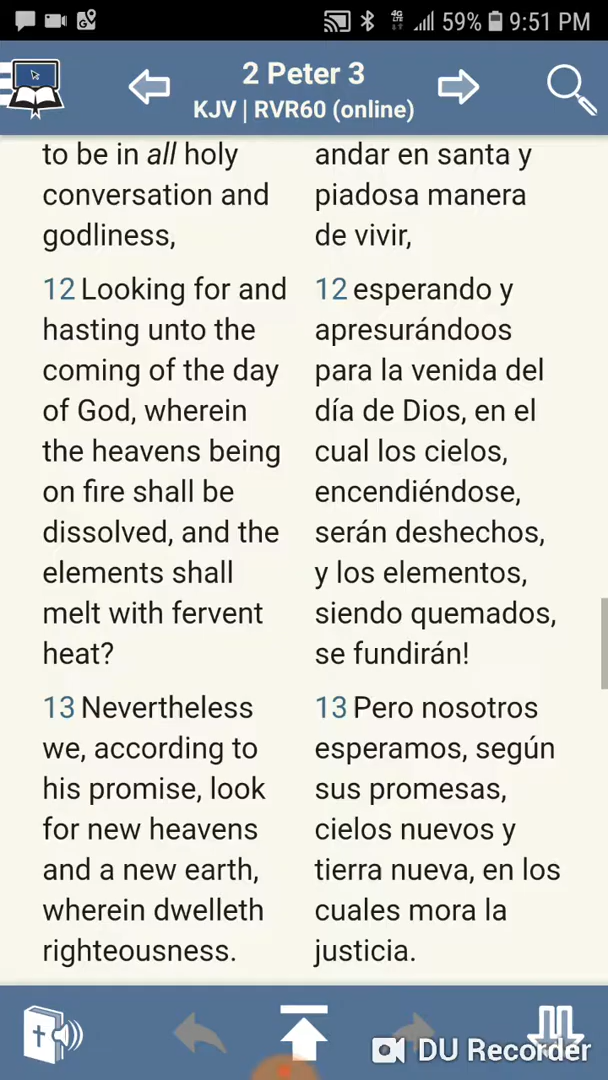 4G
LTE
59%
9:51 PM
2 Peter 3
KJV | RVR60 (online)
to be in all holy
conversation and
godliness,
12 Looking for and
hasting unto the
coming of the day
of God, wherein
the heavens being
on fire shall be
dissolved, and the
elements shall
melt with fervent
heat?
13 Nevertheless
we, according to
his promise, look
for new heavens
and a new earth,
wherein dwelleth
righteousness.
andar en santa y
piadosa manera
de vivir,
12 esperando y
apresurándoos
para la venida del
día de Dios, en el
cual los cielos,
encendiéndose,
serán deshechos,
y los elementos,
siendo quemados,
se fundirán!
13 Pero nosotros
esperamos, según
sus promesas,
cielos nuevos y
tierra nueva, en los
cuales mora la
justicia.
DU Recorder